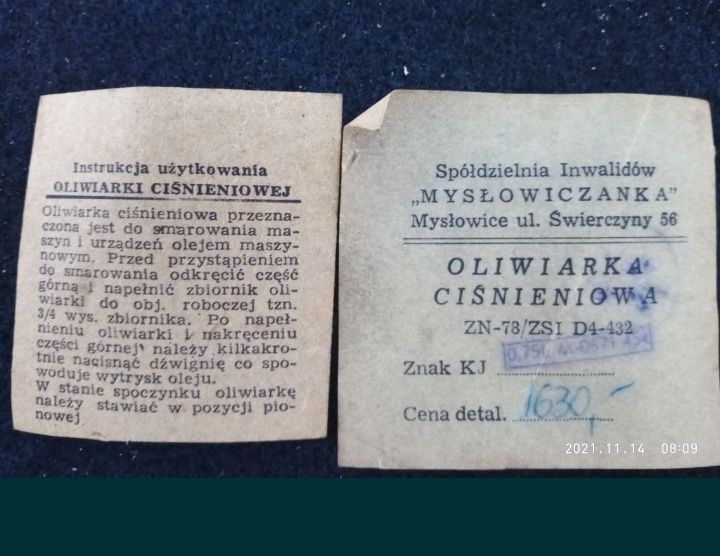 Instrukcja użytkowania
OLIWIARKI CIŚNIENIOWEJ
Oliwiarka ciśnieniowa przezna-
czona jest do smarowania ma-
szyn i urządzeń olejem maszy-
nowym. Przed przystąpieniem
do smarowania odkręcić część
górną i napełnić zbiornik oli-
wiarki do obj. roboczej tzn.
3/4 wys. zbiornika. Po napeł-
nieniu oliwiarki i nakręceniu
części górnej należy kilkakro-
tnie nacisnąć dźwignię co spo-
woduje wytrysk oleju.
W stanie spoczynku oliwiarkę
należy stawiać w pozycji pio-
nowej
Spółdzielnia Inwalidów
„MYSŁOWICZANKA"
Mysłowice ul. Świerczyny 56
OLIWIARKA
CIŚNIENIOWA
ZN-78/ZSI D4-432
Znak KJ
Cena detal. 1630,-
2021.11.14 08:09